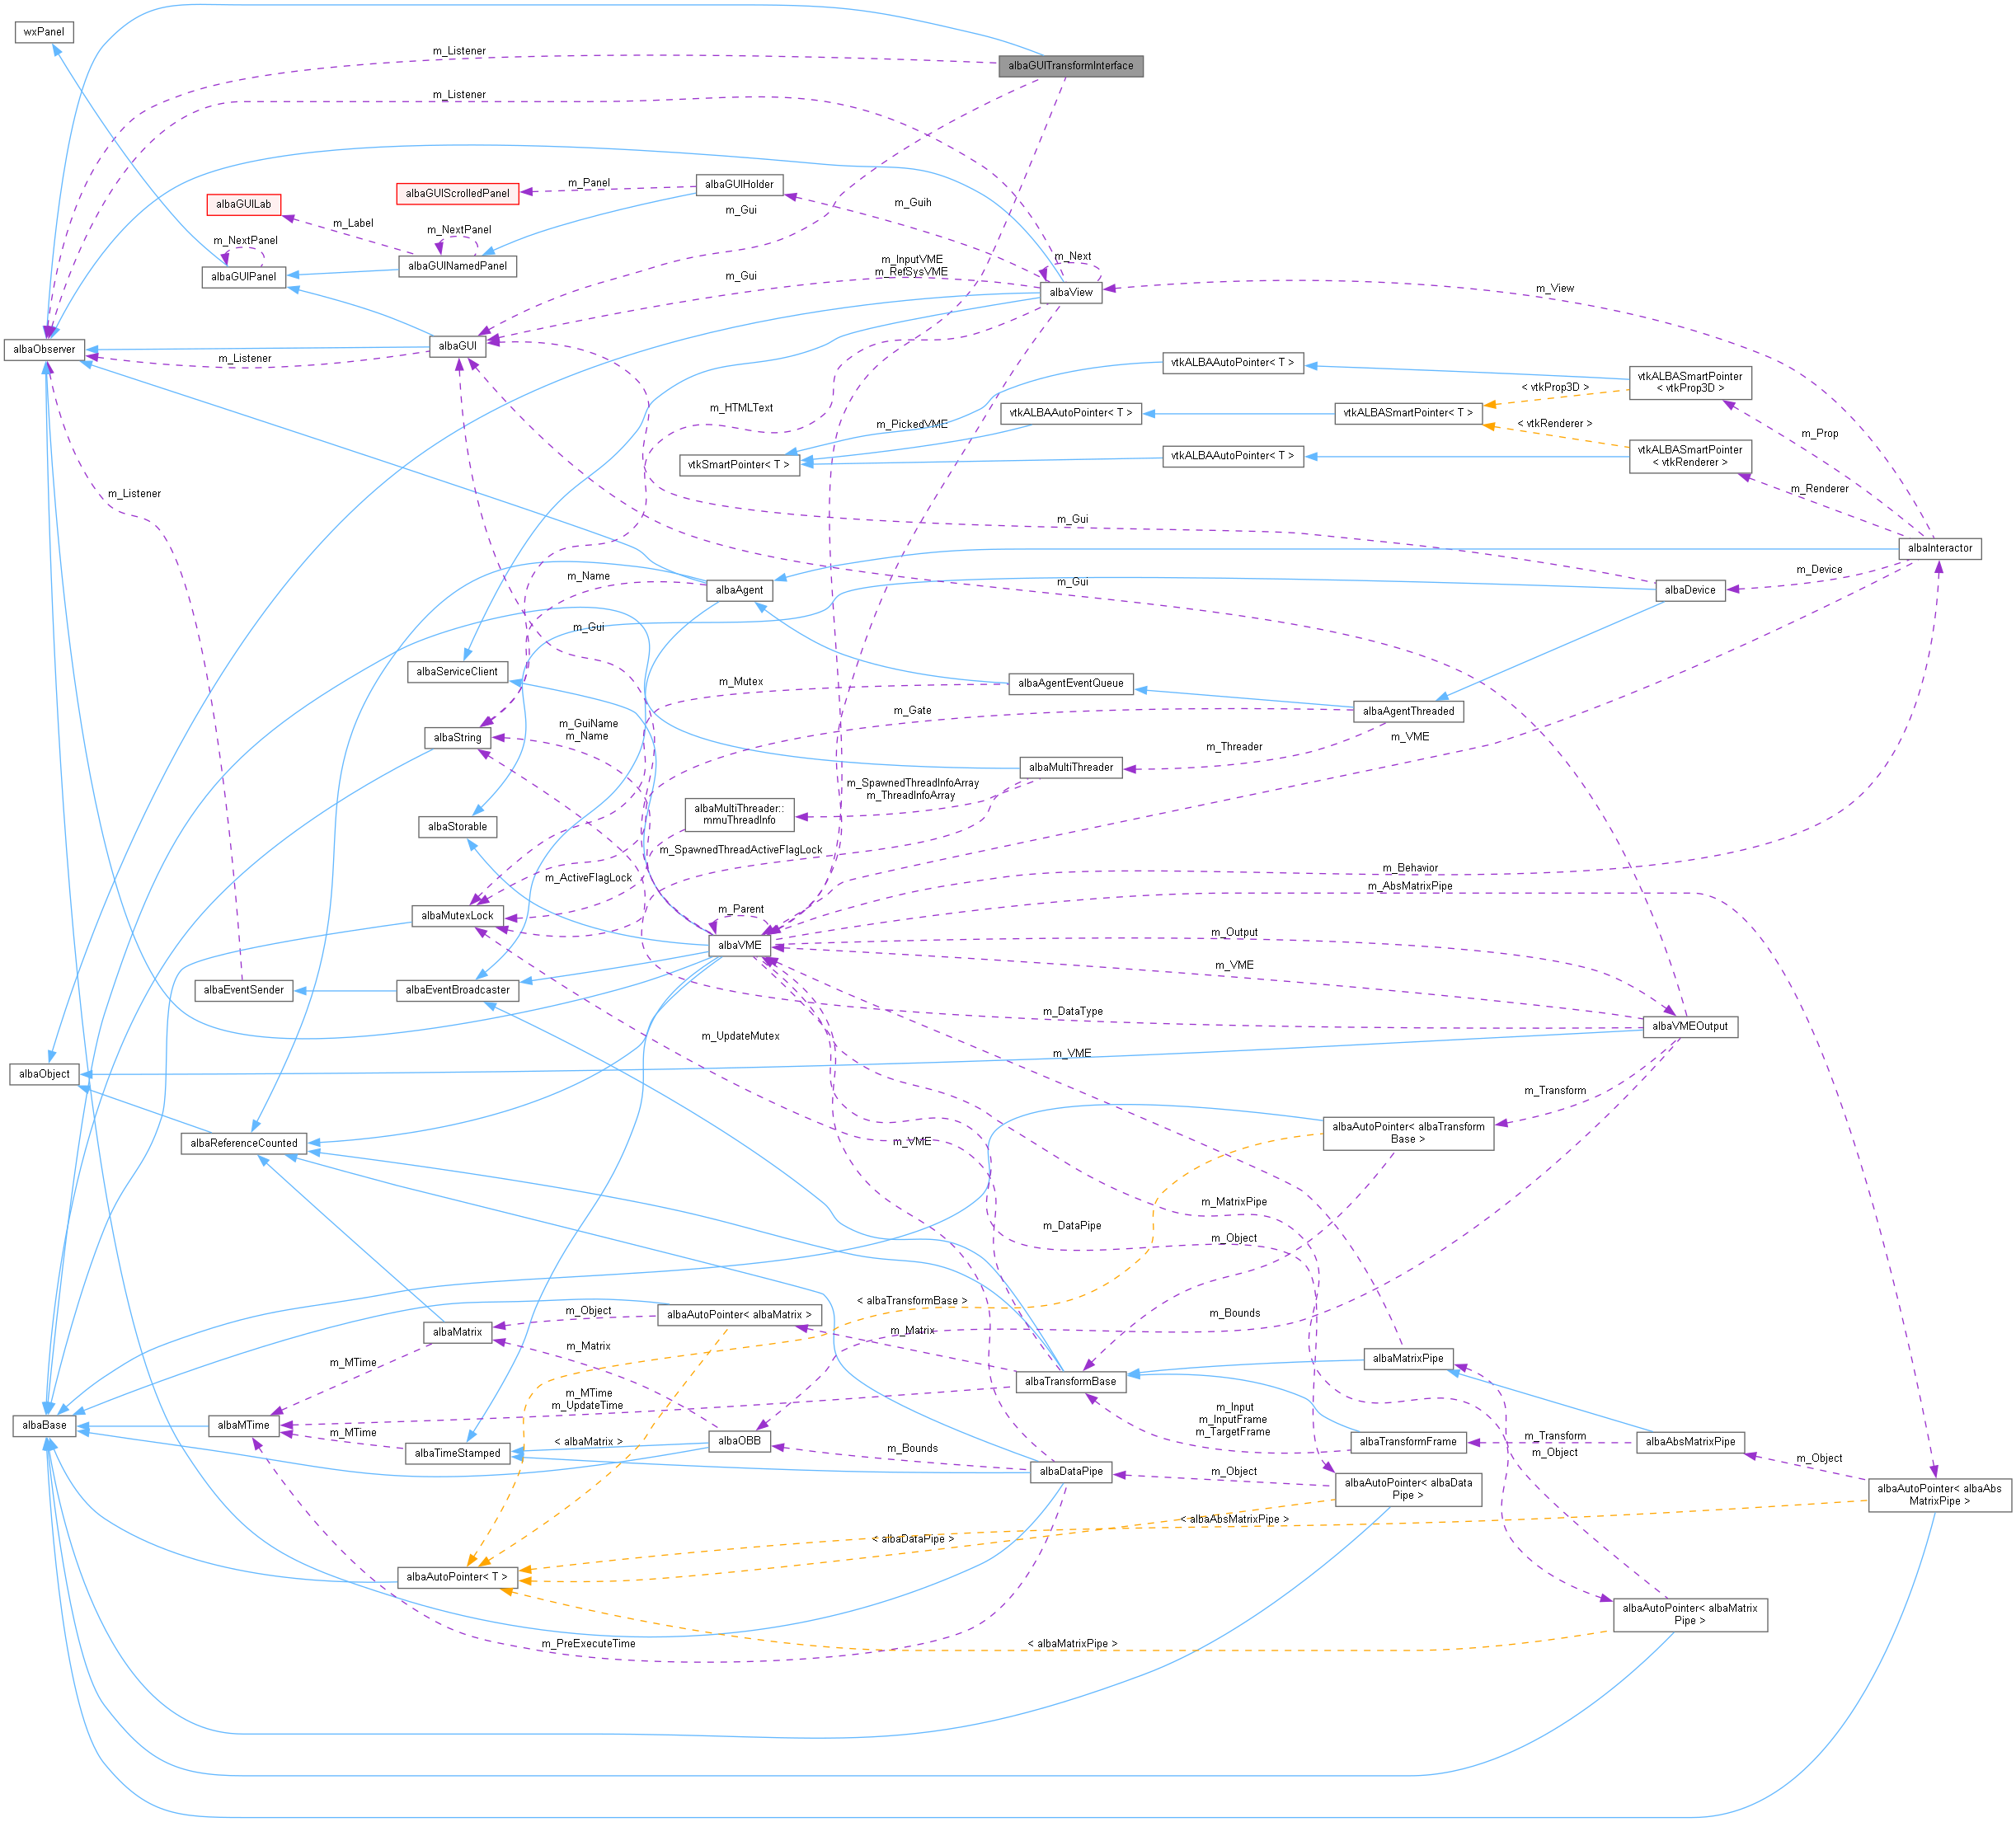 wxPanel
m_Listener
albaGUITransformInterface
m_Listener
albaGUIScrolledPanel
m_Panel
albaGUIHolder
albaGUILab
m_Label
m_NextPanel
m_Guih
m_Gui
m_NextPanel
albaGUIPanel
albaGUINamedPanel
m_Gui
m_InputVME
m_RefSysVME
m_Next
albaView
m_View
albaObserver
m_Listener
albaGUI
vtkALBAAutoPointer< T >
vtkALBASmartPointer
< vtkProp3D >
< vtkProp3D >
m_HTMLText
m_PickedVME
vtkALBAAutoPointer< T >
vtkALBASmartPointer< T >
< vtkRenderer >
m_Prop
vtkSmartPointer< T >
vtkALBAAutoPointer< T >
vtkALBASmartPointer
< vtkRenderer >
m_Listener
m_Renderer
m_Gui
albaInteractor
m_Name
albaAgent
m_Gui
m_Device
albaDevice
m_Gui
albaServiceClient
m_Mutex
albaAgentEventQueue
m_Gate
albaAgentThreaded
m_GuiName
m_Name
albaString
m_Threader
m_VME
albaMultiThreader
m_SpawnedThreadInfoArray
m_ThreadInfoArray
albaMultiThreader::
mmuThreadInfo
albaStorable
m_SpawnedThreadActiveFlagLock
m_ActiveFlagLock
m_Behavior
m_AbsMatrixPipe
albaMutexLock
m_Parent
albaVME
m_Output
m_VME
albaEventSender
albaEventBroadcaster
m_DataType
albaVMEOutput
m_UpdateMutex
m_VME
albaObject
m_Transform
albaReferenceCounted
m_VME
albaAutoPointer< albaTransform
Base >
m_MatrixPipe
m_DataPipe
m_Object
< albaTransformBase >
m_Object
albaAutoPointer< albaMatrix >
m_Bounds
albaMatrix
m_Matrix
m_Matrix
m_MTime
albaMatrixPipe
albaTransformBase
m_MTime
m_UpdateTime
m_Input
m_InputFrame
m_TargetFrame
albaBase
albaMTime
m_MTime
albaTimeStamped
< albaMatrix >
albaOBB
m_Bounds
albaDataPipe
albaTransformFrame
m_Transform
albaAbsMatrixPipe
m_Object
m_Object
m_Object
albaAutoPointer< albaData
Pipe >
albaAutoPointer< albaAbs
MatrixPipe >
< albaAbsMatrixPipe >
< albaDataPipe >
albaAutoPointer< T >
albaAutoPointer< albaMatrix
Pipe >
m_PreExecuteTime
< albaMatrixPipe >